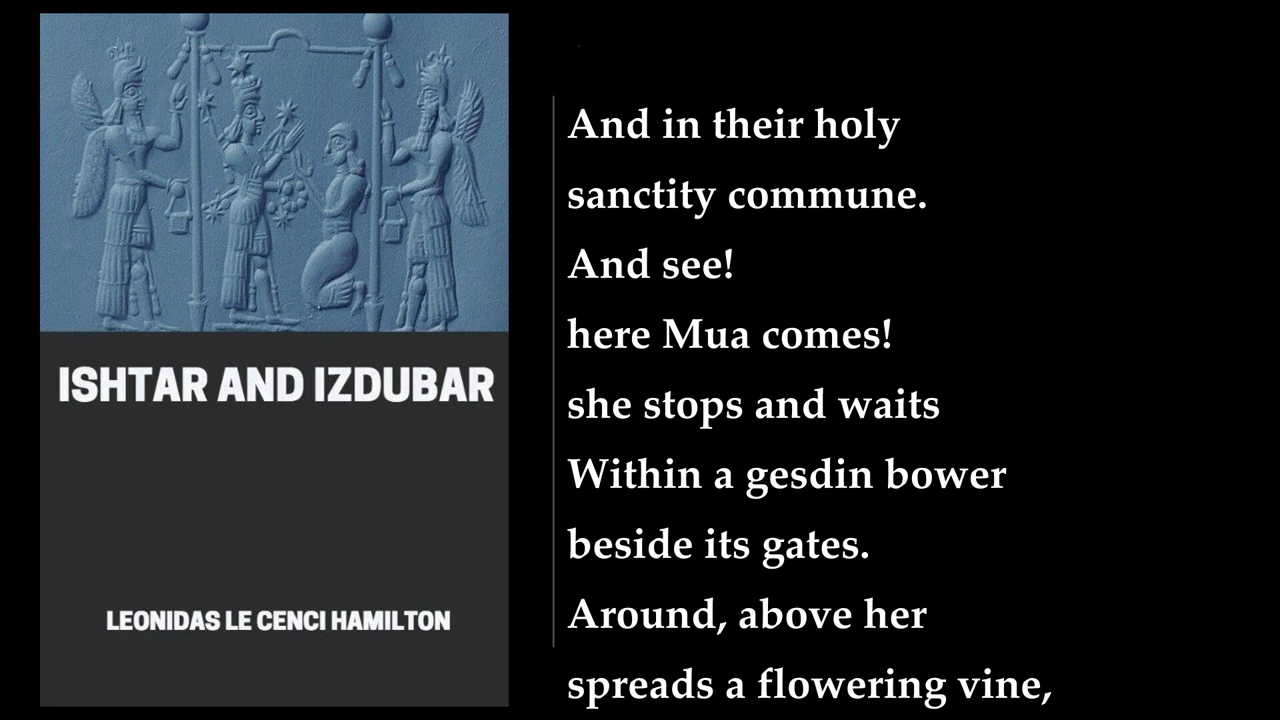 ISHTAR AND IZDUBAR
LEONIDAS LE CENCI HAMILTON
And in their holy
sanctity commune.
And see!
here Mua comes!
she stops and waits
Within a gesdin bower
beside its gates.
Around, above her
spreads a flowering vine,